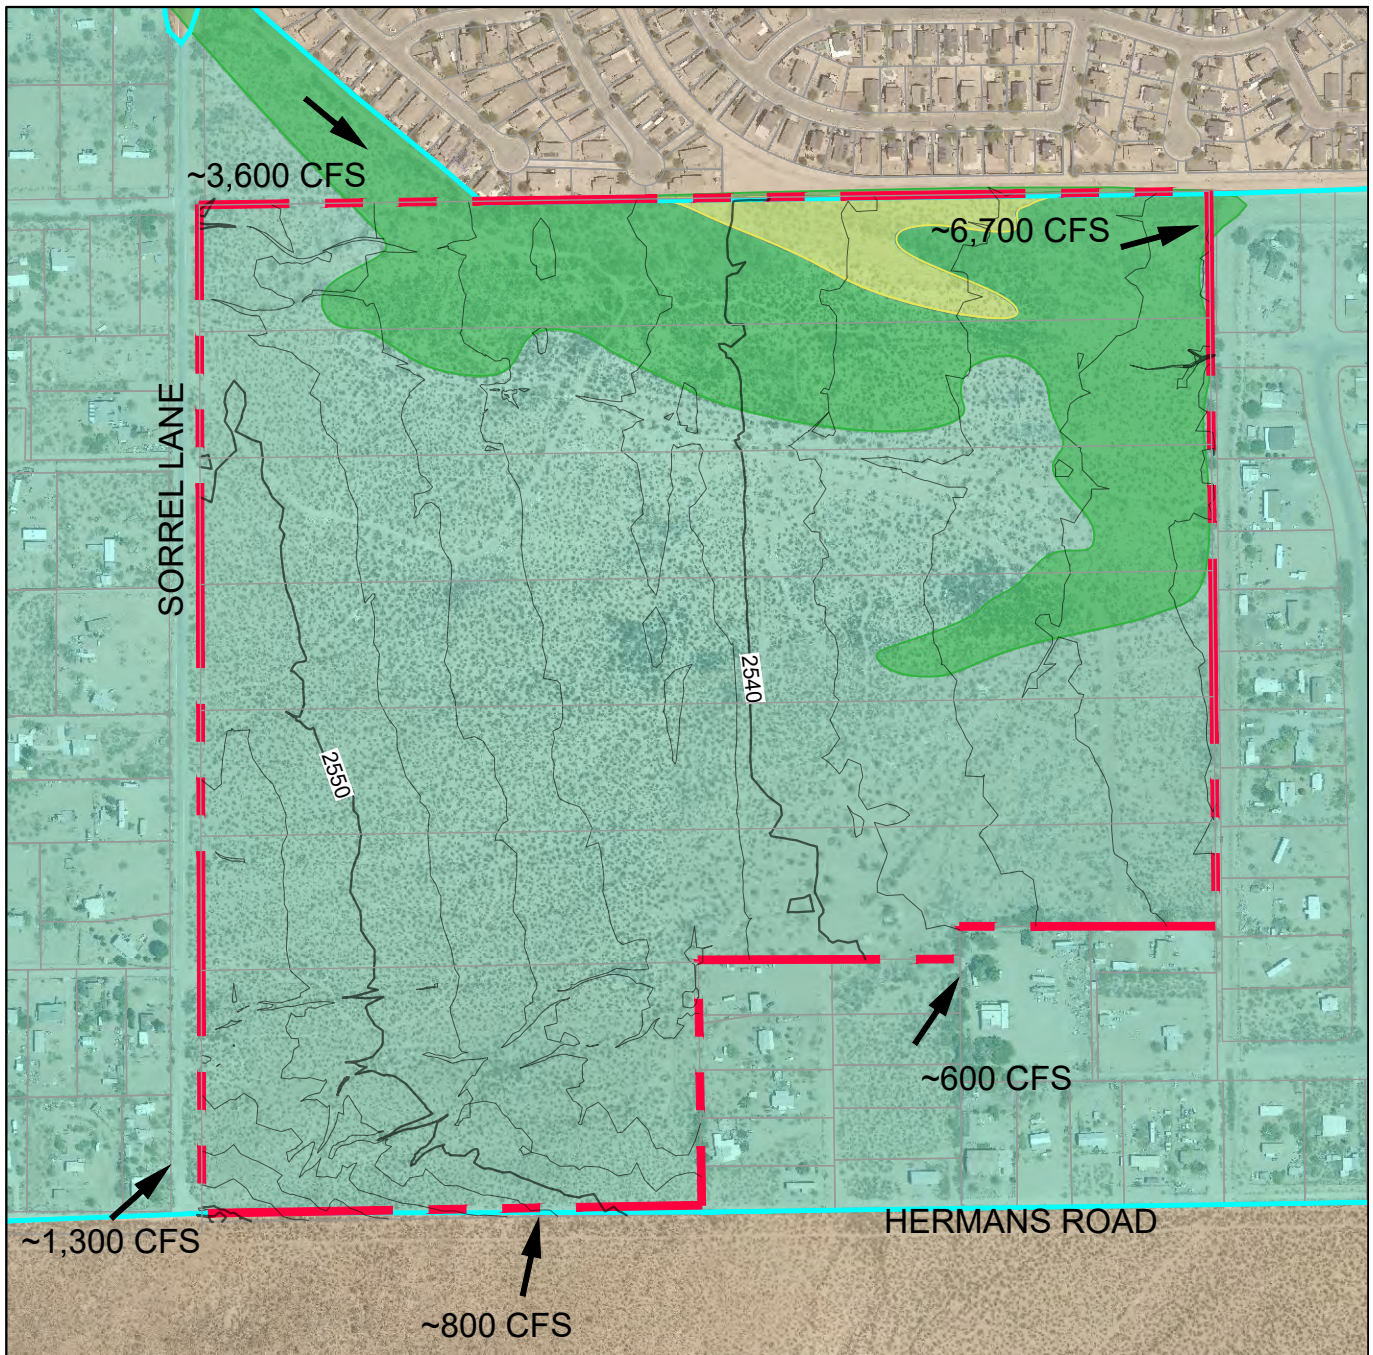 ~3,600 CFS
~6,700 CFS
SORREL LANE
2540
2550
~600 CFS
HERMANS ROAD
~1,300 CFS
~800 CFS